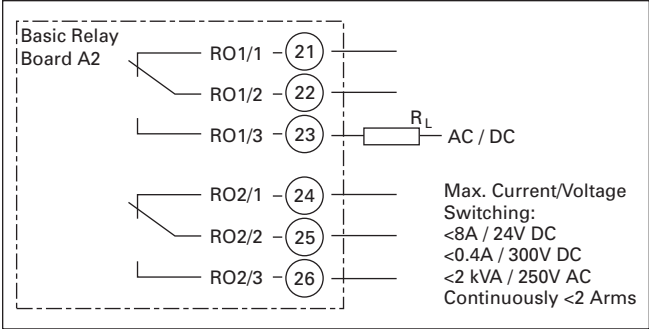 Basic Relay
Board A2
RO1/1
21
RO1/2
22
RO1/3
23
RL
AC / DC
RO2/1
24
RO2/2
25
RO2/3
26
Max. Current/Voltage
Switching:
<8A / 24V DC
<0.4A / 300V DC
<2 kVA / 250V AC
Continuously <2 Arms